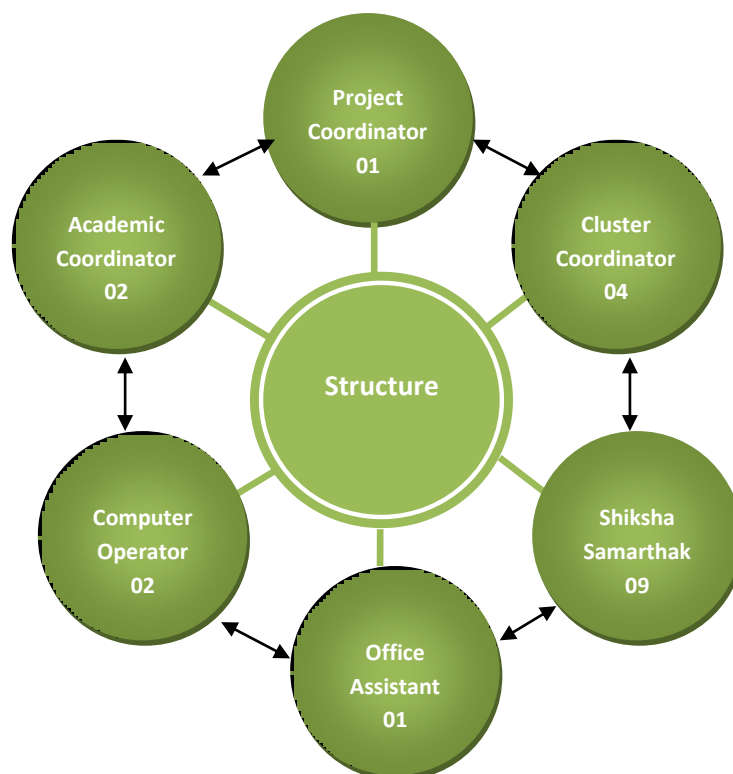 Project
Coordinator
01
Academic
Coordinator
02
Cluster
Coordinator
04
Structure
Computer
Operator
02
Shiksha
Samarthak
09
Office
Assistant
01